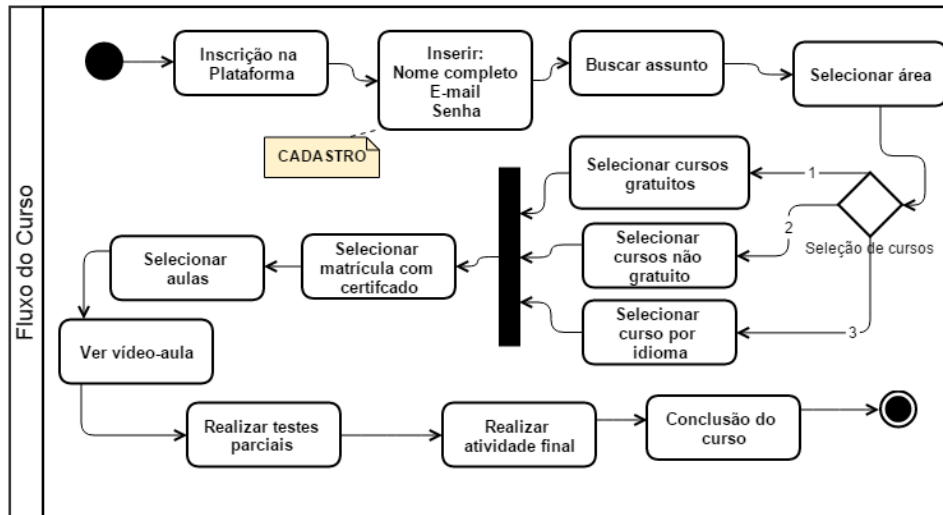 Fluxo do Curso
Inscrição na
Plataforma
Inserir:
Nome completo
E-mail
Senha
CADASTRO
Buscar assunto
Selecionar área
Seleção de cursos
1
Selecionar cursos
gratuitos
2
Selecionar
cursos não
gratuito
3
Selecionar
curso por
idioma
Selecionar
matrícula com
certifcado
Selecionar
aulas
Ver vídeo-aula
Realizar testes
parciais
Realizar
atividade final
Conclusão do
curso